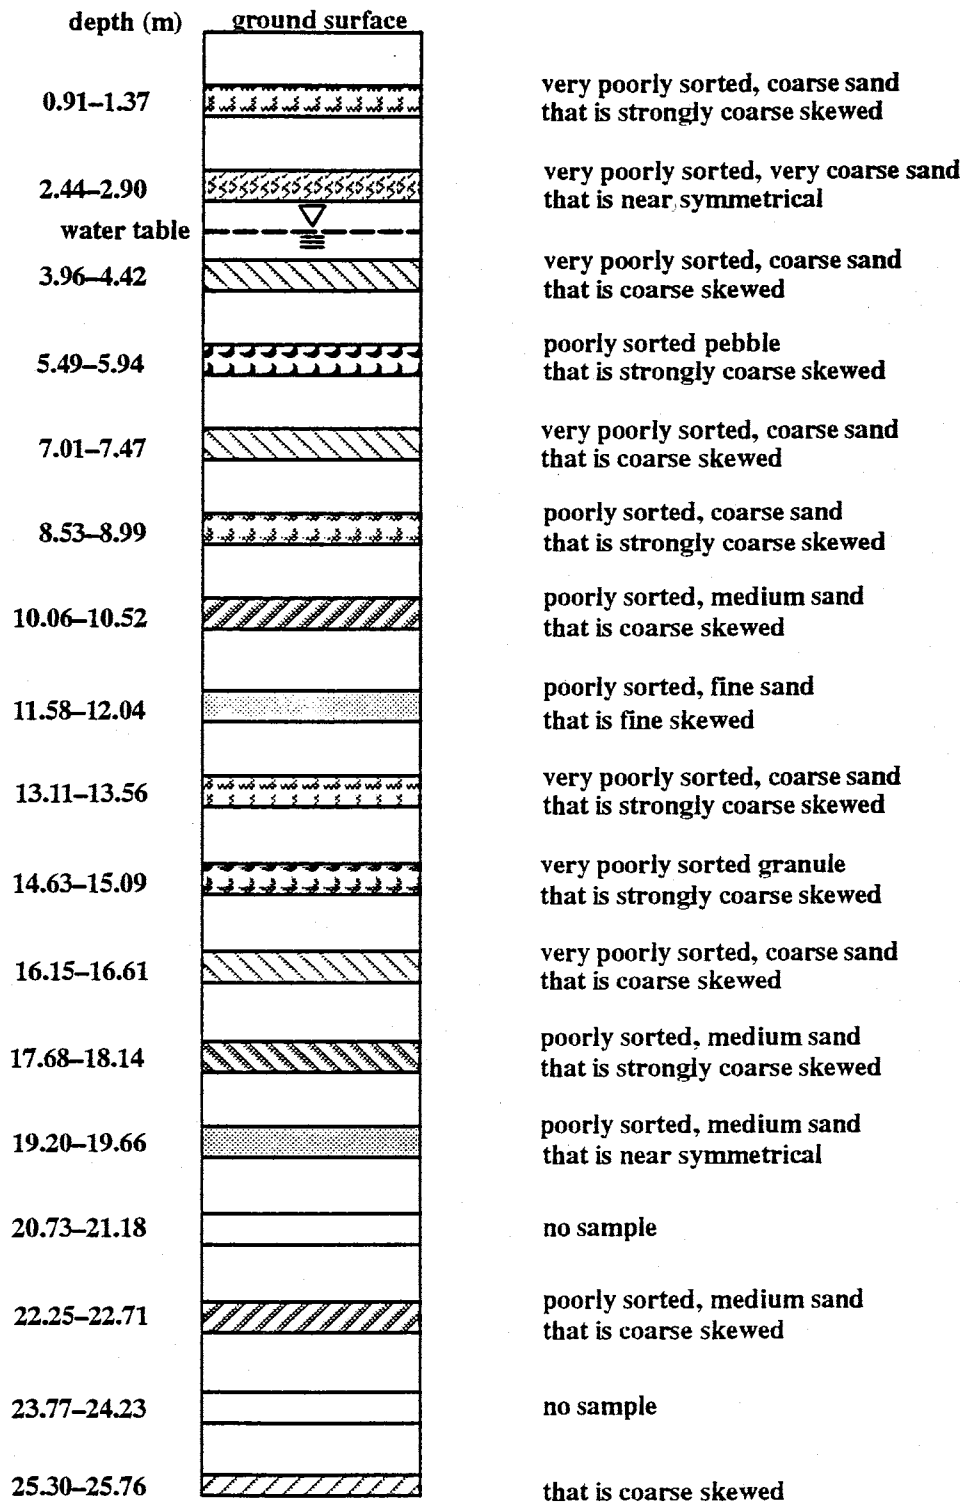 depth (m) ground surface
0.91–1.37 very poorly sorted, coarse sand
that is strongly coarse skewed
2.44–2.90 very poorly sorted, very coarse sand
that is near symmetrical
water table
3.96–4.42 very poorly sorted, coarse sand
that is coarse skewed
5.49–5.94 poorly sorted pebble
that is strongly coarse skewed
7.01–7.47 very poorly sorted, coarse sand
that is coarse skewed
8.53–8.99 poorly sorted, coarse sand
that is strongly coarse skewed
10.06–10.52 poorly sorted, medium sand
that is coarse skewed
11.58–12.04 poorly sorted, fine sand
that is fine skewed
13.11–13.56 very poorly sorted, coarse sand
that is strongly coarse skewed
14.63–15.09 very poorly sorted granule
that is strongly coarse skewed
16.15–16.61 very poorly sorted, coarse sand
that is coarse skewed
17.68–18.14 poorly sorted, medium sand
that is strongly coarse skewed
19.20–19.66 poorly sorted, medium sand
that is near symmetrical
20.73–21.18 no sample
22.25–22.71 poorly sorted, medium sand
that is coarse skewed
23.77–24.23 no sample
25.30–25.76 that is coarse skewed